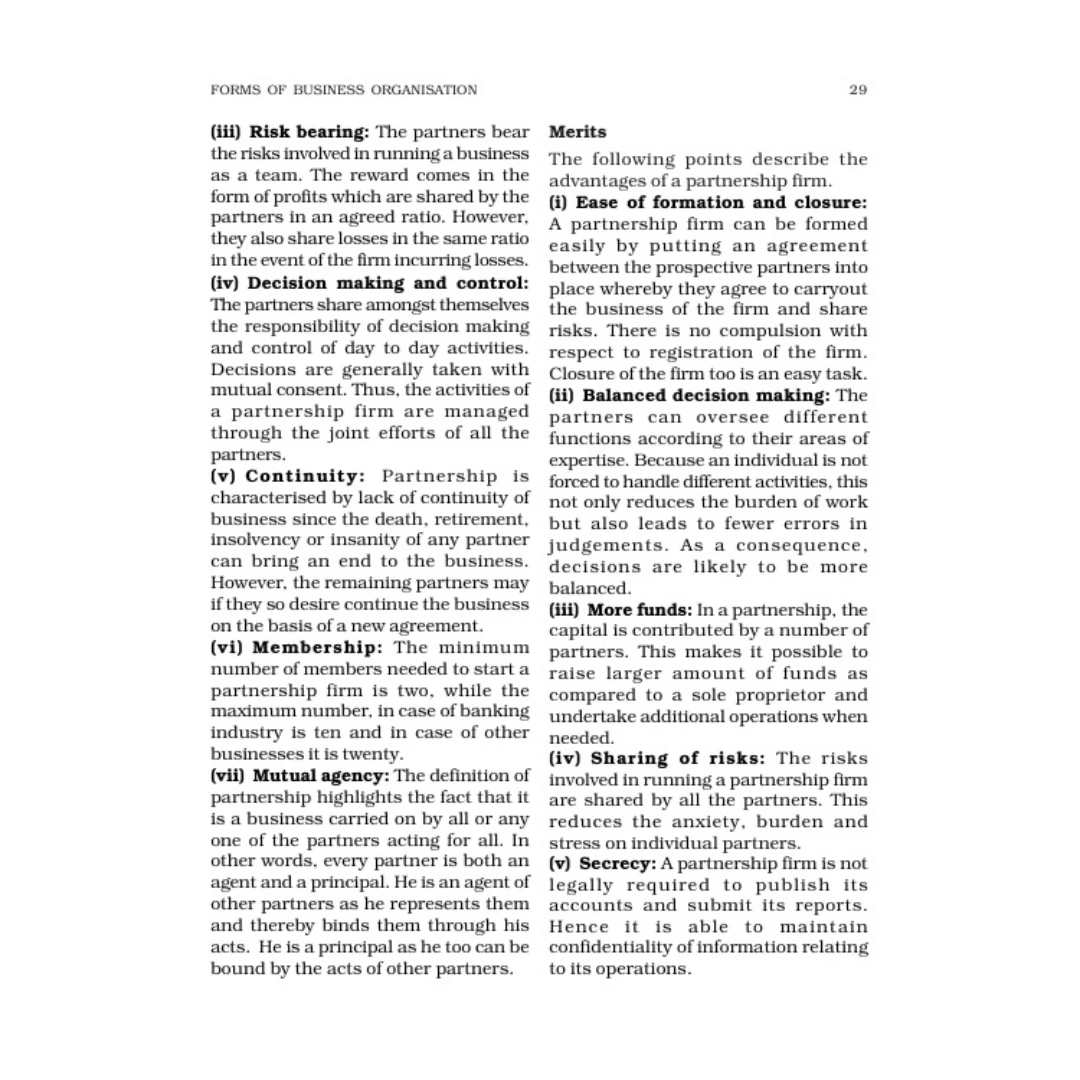 FORMS OF BUSINESS ORGANISATION 29
(iii) Risk bearing: The partners bear
the risks involved in running a business
as a team. The reward comes in the
form of profits which are shared by the
partners in an agreed ratio. However,
they also share losses in the same ratio
in the event of the firm incurring losses.
(iv) Decision making and control:
The partners share amongst themselves
the responsibility of decision making
and control of day to day activities.
Decisions are generally taken with
mutual consent. Thus, the activities of
a partnership firm are managed
through the joint efforts of all the
partners.
(v) Continuity: Partnership is
characterised by lack of continuity of
business since the death, retirement,
insolvency or insanity of any partner
can bring an end to the business.
However, the remaining partners may
if they so desire continue the business
on the basis of a new agreement.
(vi) Membership: The minimum
number of members needed to start a
partnership firm is two, while the
maximum number, in case of banking
industry is ten and in case of other
businesses it is twenty.
(vii) Mutual agency: The definition of
partnership highlights the fact that it
is a business carried on by all or any
one of the partners acting for all. In
other words, every partner is both an
agent and a principal. He is an agent of
other partners as he represents them
and thereby binds them through his
acts. He is a principal as he too can be
bound by the acts of other partners.
Merits
The following points describe the
advantages of a partnership firm.
(i) Ease of formation and closure:
A partnership firm can be formed
easily by putting an agreement
between the prospective partners into
place whereby they agree to carryout
the business of the firm and share
risks. There is no compulsion with
respect to registration of the firm.
Closure of the firm too is an easy task.
(ii) Balanced decision making: The
partners can oversee different
functions according to their areas of
expertise. Because an individual is not
forced to handle different activities, this
not only reduces the burden of work
but also leads to fewer errors in
judgements. As a consequence,
decisions are likely to be more
balanced.
(iii) More funds: In a partnership, the
capital is contributed by a number of
partners. This makes it possible to
raise larger amount of funds as
compared to a sole proprietor and
undertake additional operations when
needed.
(iv) Sharing of risks: The risks
involved in running a partnership firm
are shared by all the partners. This
reduces the anxiety, burden and
stress on individual partners.
(v) Secrecy: A partnership firm is not
legally required to publish its
accounts and submit its reports.
Hence it is able to maintain
confidentiality of information relating
to its operations.